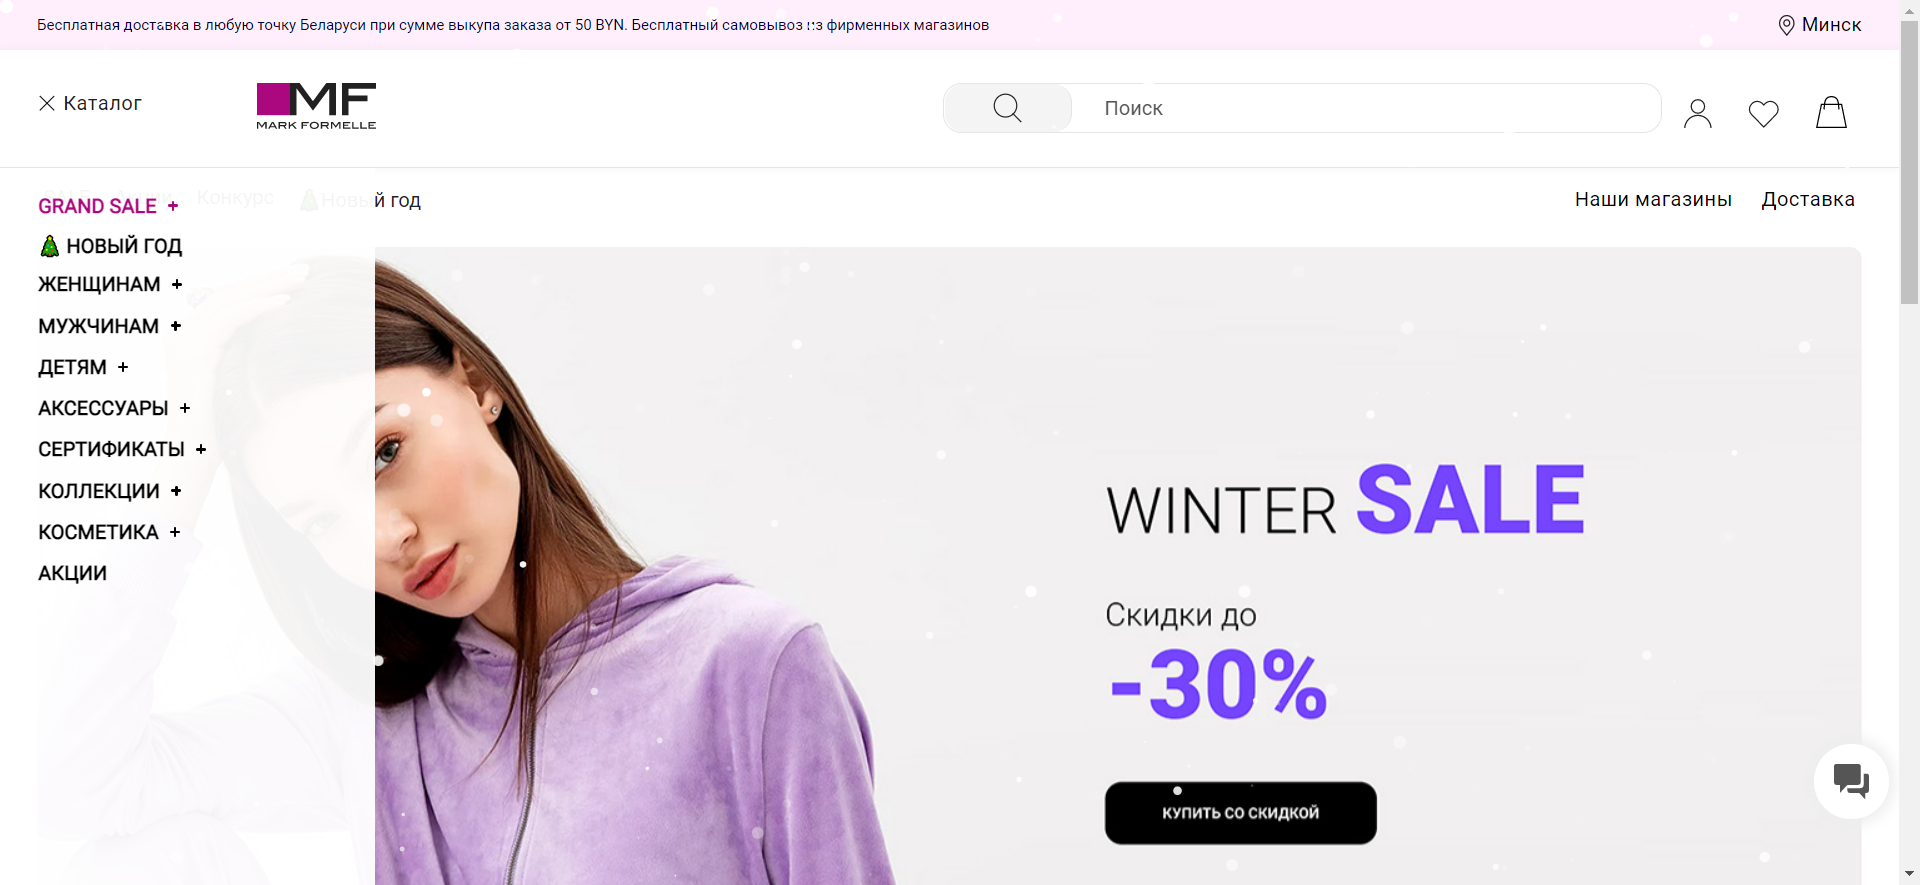 Бесплатная доставка в любую точку Беларуси при сумме выкупа заказа от 50 BYN. Бесплатный самовывоз из фирменных магазинов
Минск
Каталог
MF
MARK FORMELLE
Поиск
Конкурс
Новый год
Наши магазины
Доставка
GRAND SALE +
НОВЫЙ ГОД
ЖЕНЩИНАМ +
МУЖЧИНАМ +
ДЕТЯМ +
АКСЕССУАРЫ +
СЕРТИФИКАТЫ +
КОЛЛЕКЦИИ +
КОСМЕТИКА +
АКЦИИ
WINTER SALE
Скидки до
-30%
КУПИТЬ СО СКИДКОЙ